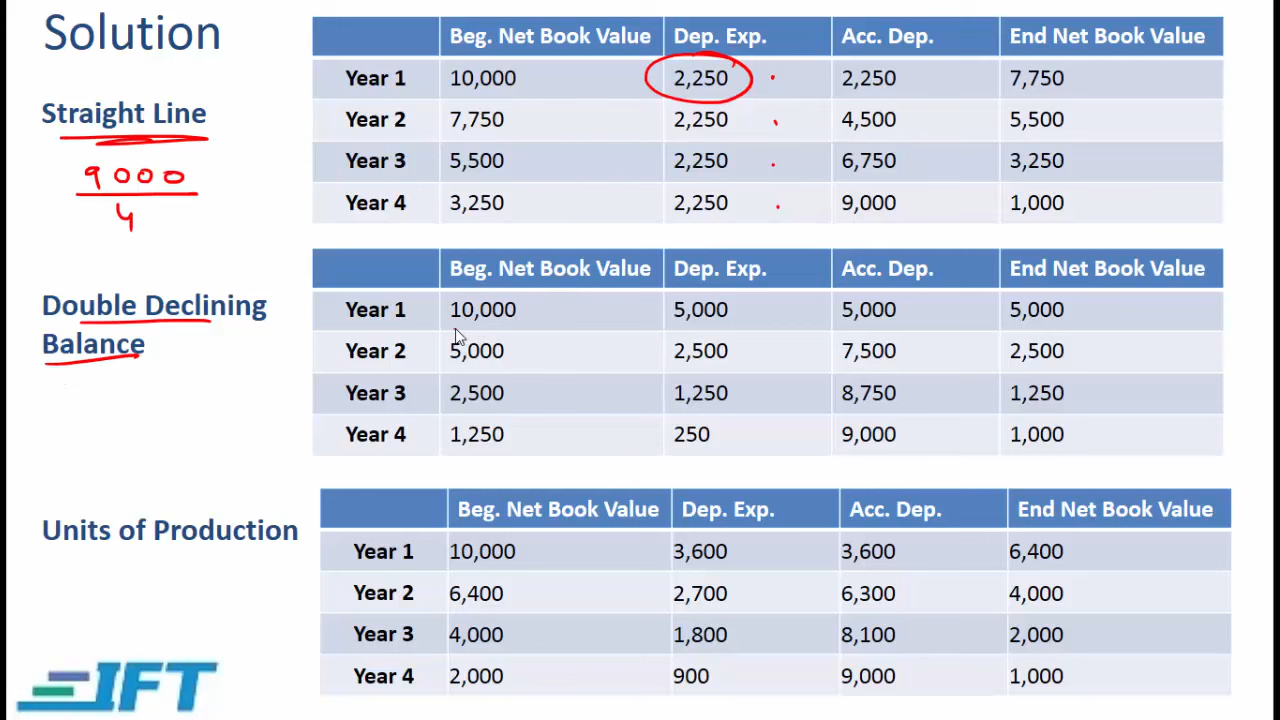 Solution
Straight Line
9000
4
Beg. Net Book Value Dep. Exp. Acc. Dep. End Net Book Value
Year 1 10,000 2,250 2,250 7,750
Year 2 7,750 2,250 4,500 5,500
Year 3 5,500 2,250 6,750 3,250
Year 4 3,250 2,250 9,000 1,000
Double Declining
Balance
Beg. Net Book Value Dep. Exp. Acc. Dep. End Net Book Value
Year 1 10,000 5,000 5,000 5,000
Year 2 5,000 2,500 7,500 2,500
Year 3 2,500 1,250 8,750 1,250
Year 4 1,250 250 9,000 1,000
Units of Production
Beg. Net Book Value Dep. Exp. Acc. Dep. End Net Book Value
Year 1 10,000 3,600 3,600 6,400
Year 2 6,400 2,700 6,300 4,000
Year 3 4,000 1,800 8,100 2,000
Year 4 2,000 900 9,000 1,000
IFT